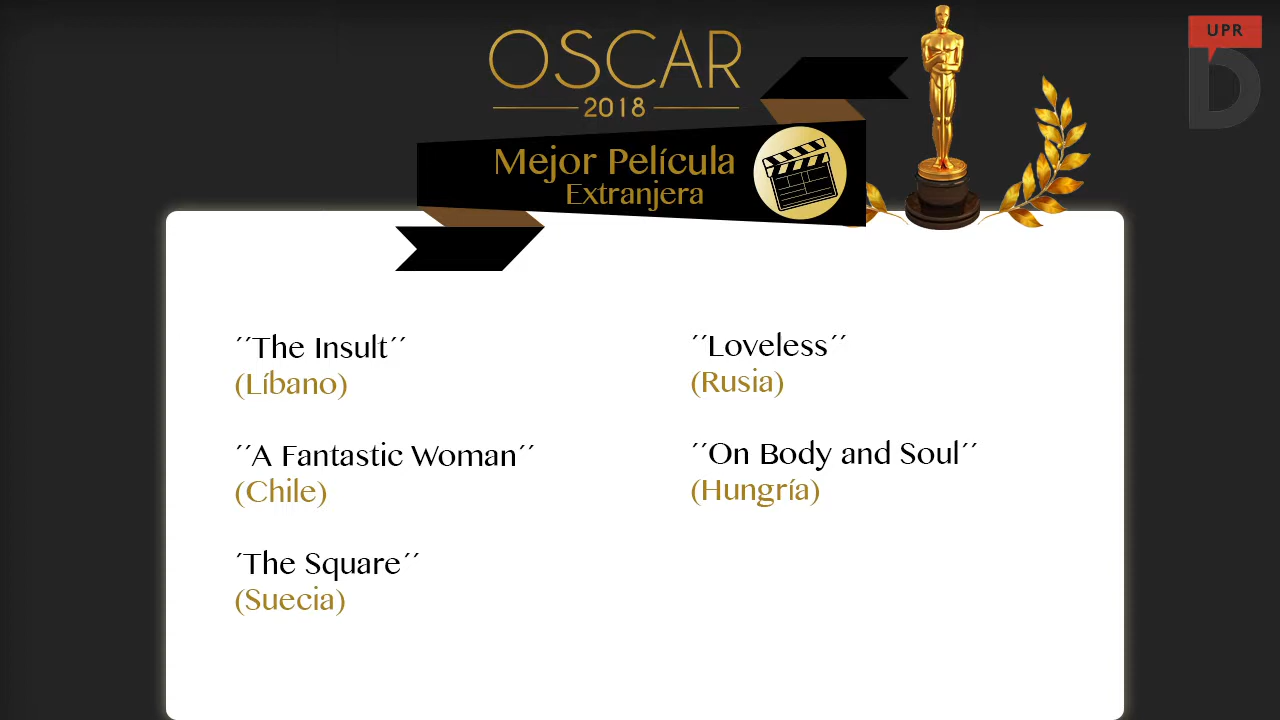 OSCAR
2018
UPR
D
Mejor Película
Extranjera
´´The Insult´´
(Líbano)
´´A Fantastic Woman´´
(Chile)
´The Square´´
(Suecia)
´´Loveless´´
(Rusia)
´´On Body and Soul´´
(Hungría)